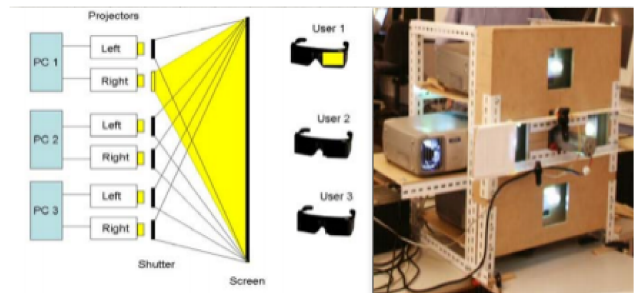 Projectors
PC 1
Left
Right
PC 2
Left
Right
PC 3
Left
Right
Shutter
Screen
User 1
User 2
User 3